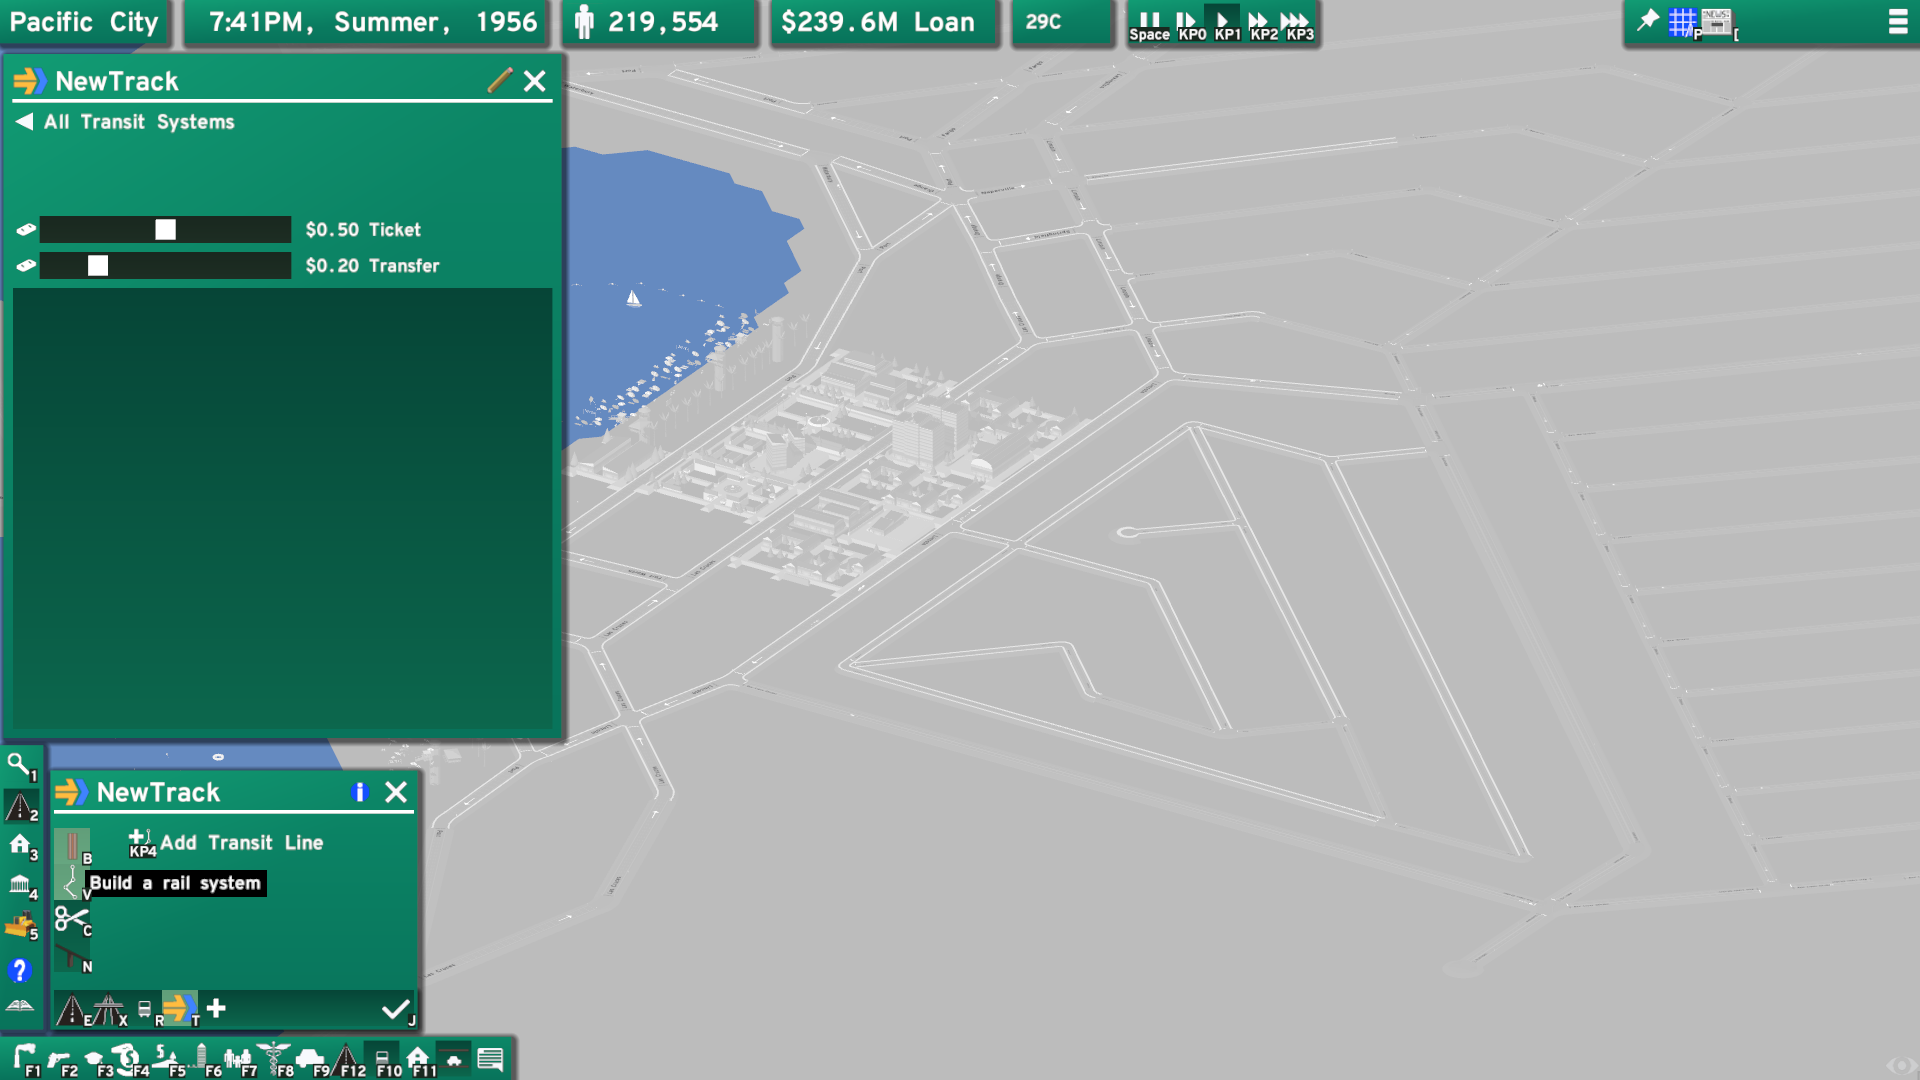 Pacific City
7:41PM, Summer, 1956
219,554
$239.6M Loan
29C
Space KP0 KP1 KP2 KP3
P NEWS [
NewTrack
All Transit Systems
$0.50 Ticket
$0.20 Transfer
1
2
3
4
5
?
NewTrack
i
B
KP4 Add Transit Line
V Build a rail system
C
N
E X R T J
F1 F2 F3 F4 F5 F6 F7 F8 F9 F12 F10 F11